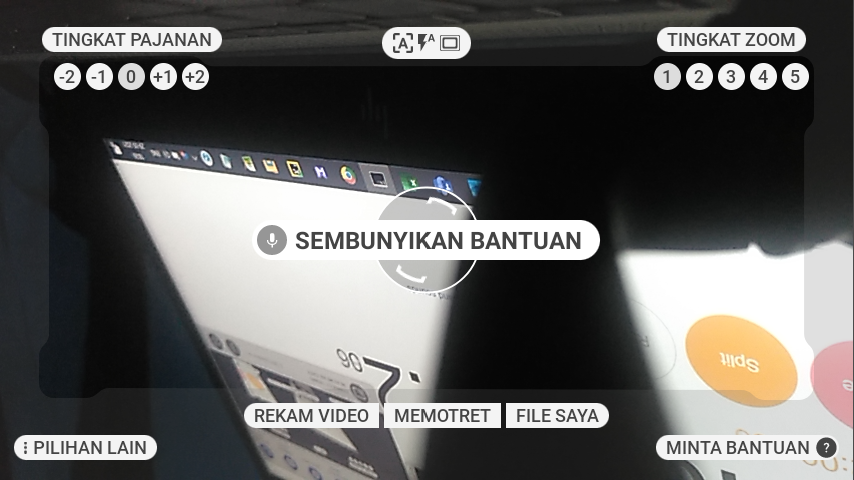 TINGKAT PAJANAN
A
A
TINGKAT ZOOM
-2 -1 0 +1 +2
1 2 3 4 5
SEMBUNYIKAN BANTUAN
Split
REKAM VIDEO MEMOTRET FILE SAYA
PILIHAN LAIN
MINTA BANTUAN ?